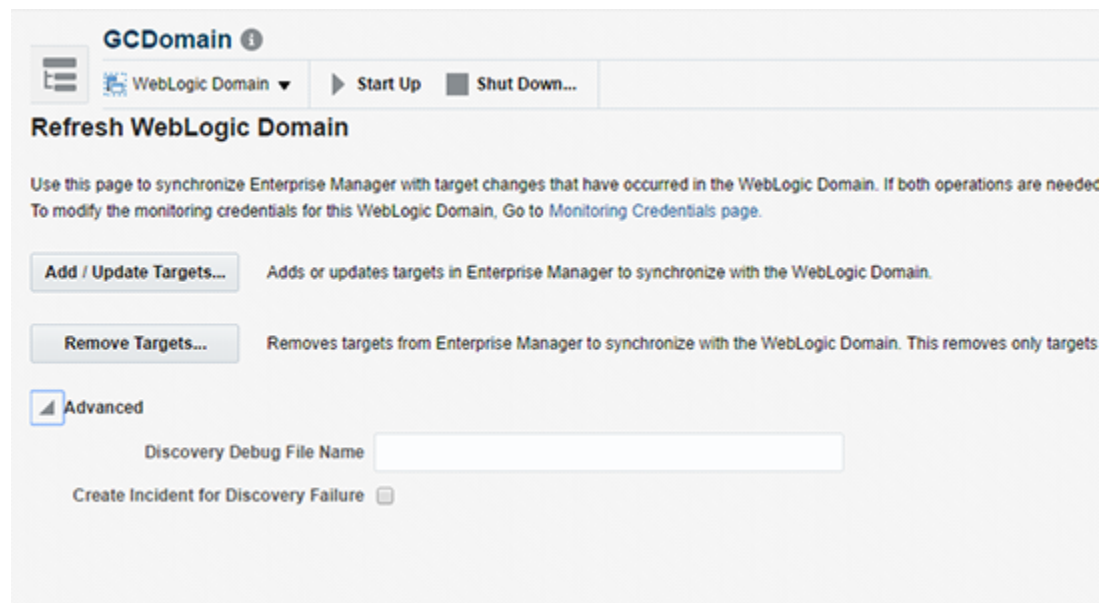 GCDomain
WebLogic Domain
Start Up
Shut Down...
Refresh WebLogic Domain
Use this page to synchronize Enterprise Manager with target changes that have occurred in the WebLogic Domain. If both operations are needed
To modify the monitoring credentials for this WebLogic Domain, Go to Monitoring Credentials page.
Add / Update Targets... Adds or updates targets in Enterprise Manager to synchronize with the WebLogic Domain.
Remove Targets... Removes targets from Enterprise Manager to synchronize with the WebLogic Domain. This removes only targets
Advanced
Discovery Debug File Name
Create Incident for Discovery Failure